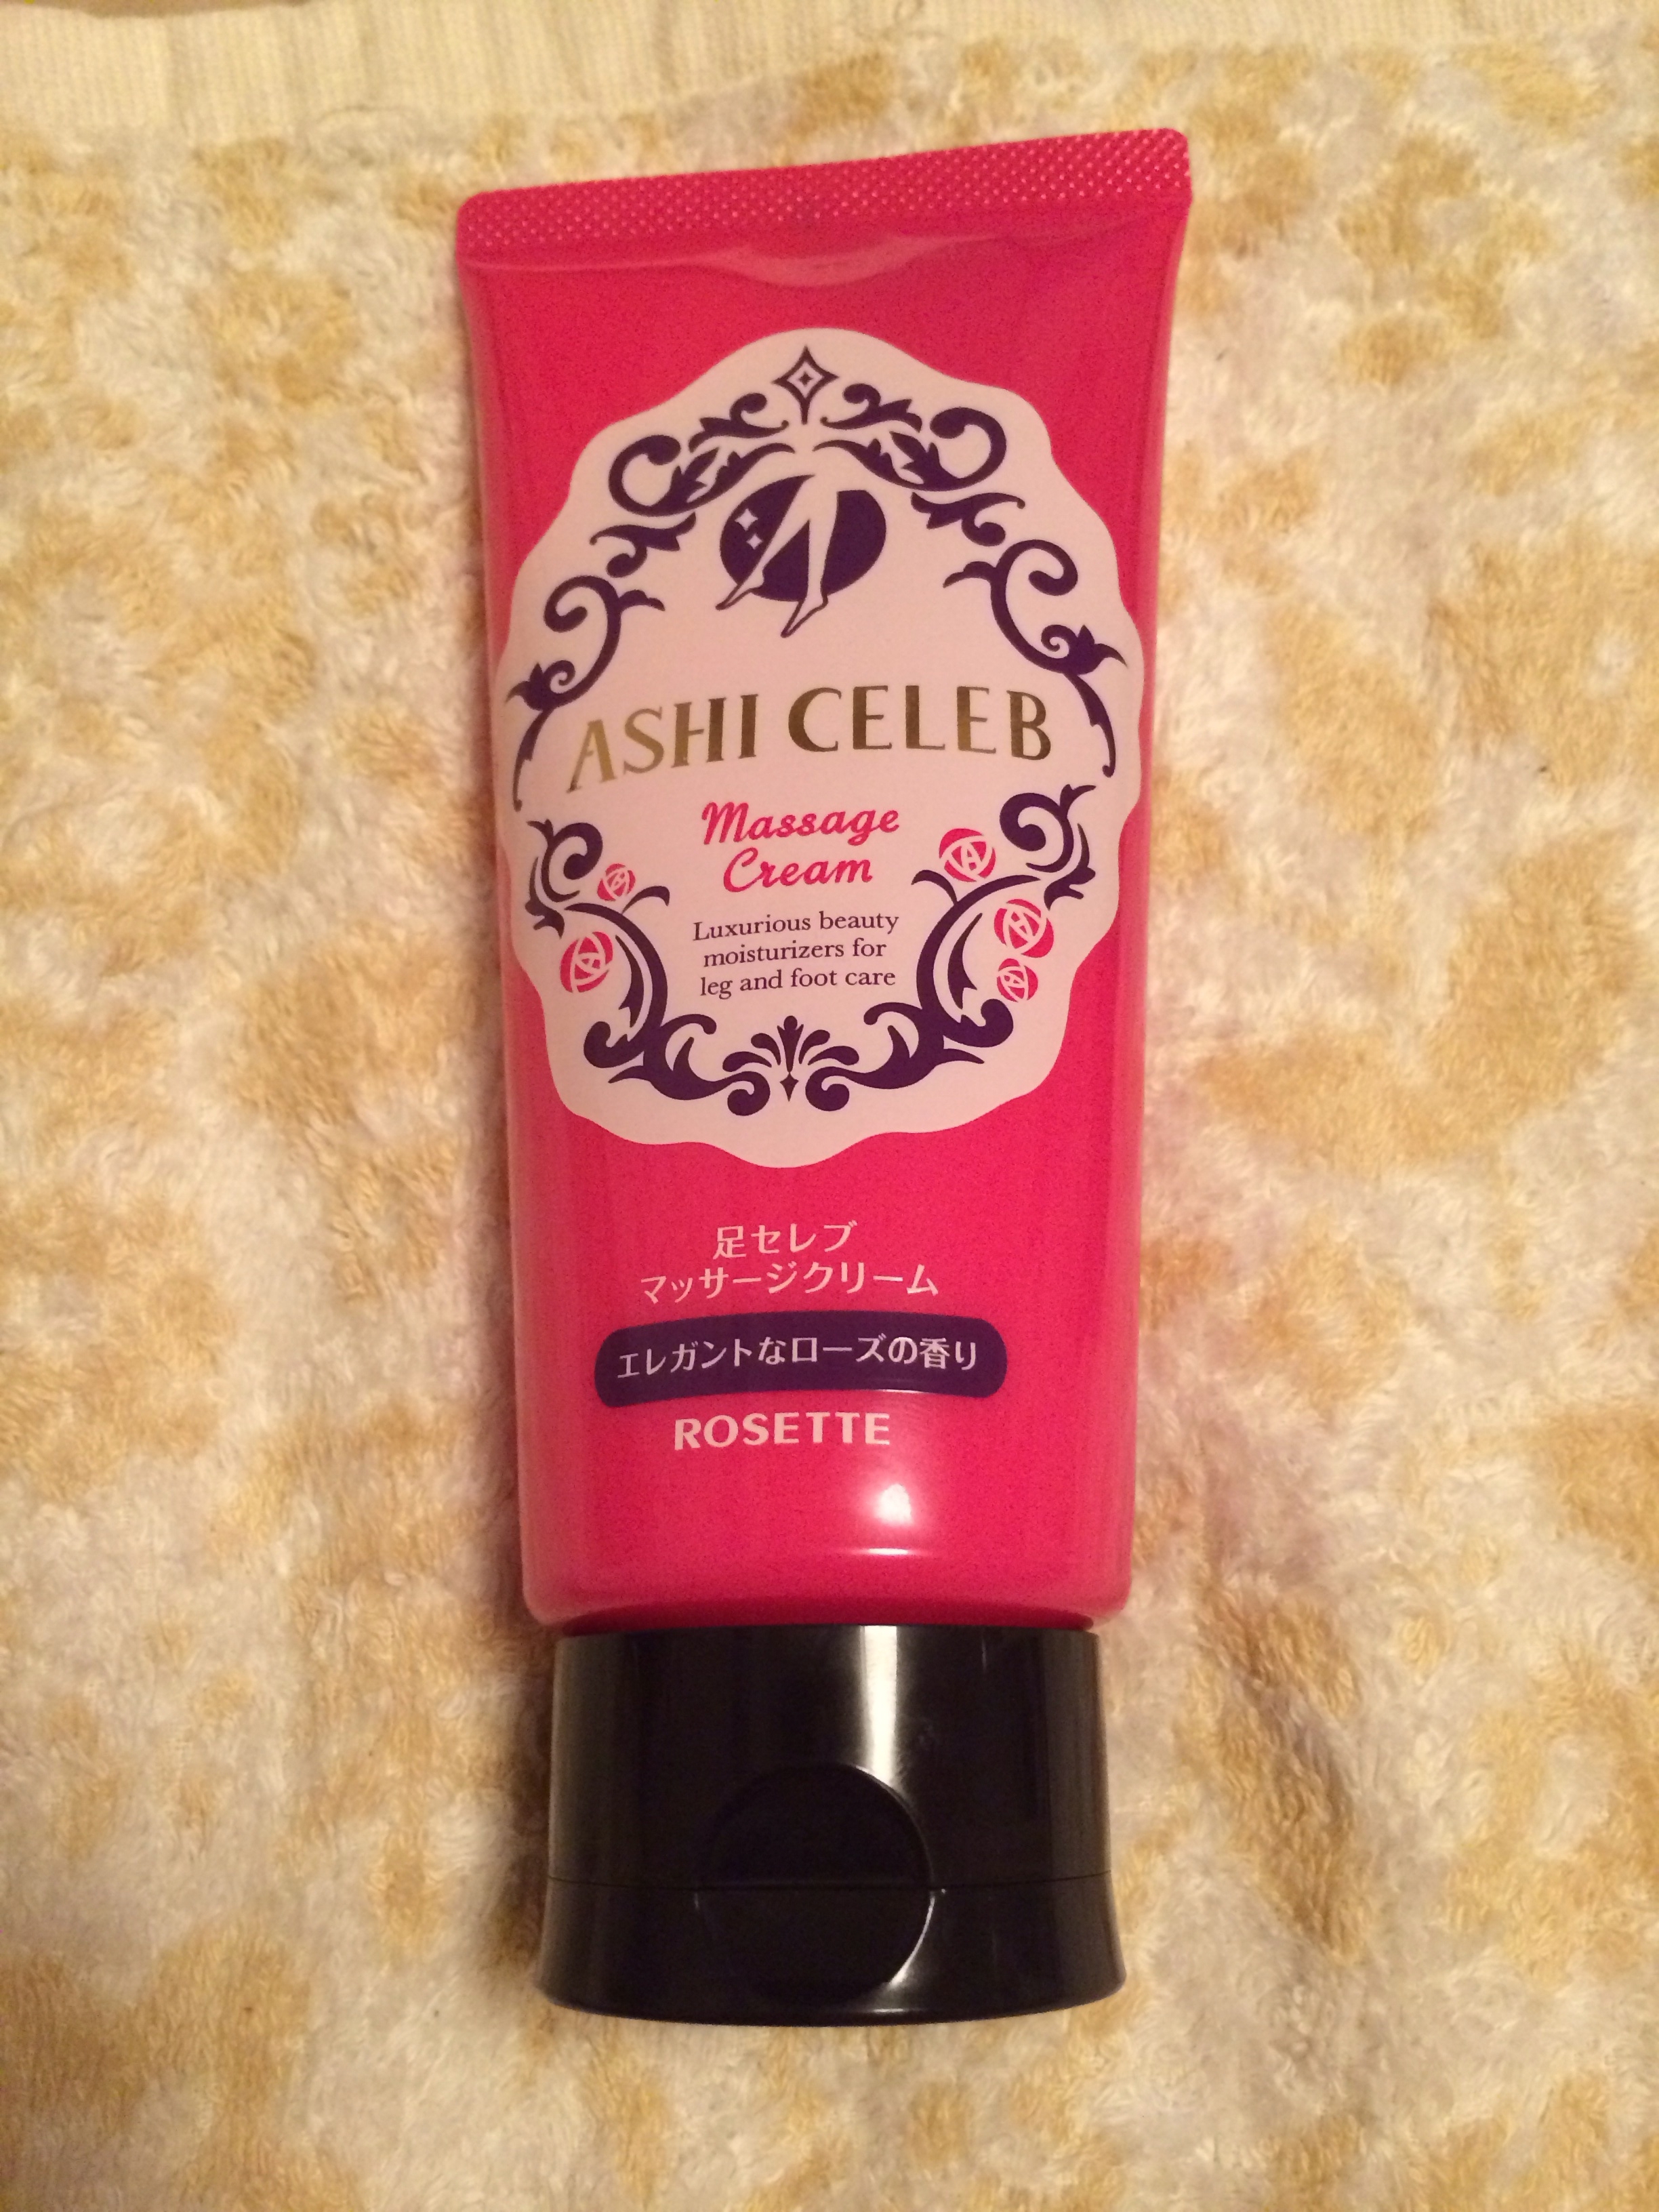 ASHI CELEB
Massage
Cream
Luxurious beauty
moisturizers for
leg and foot care
足セレブ
マッサージクリーム
エレガントなローズの香り
ROSETTE